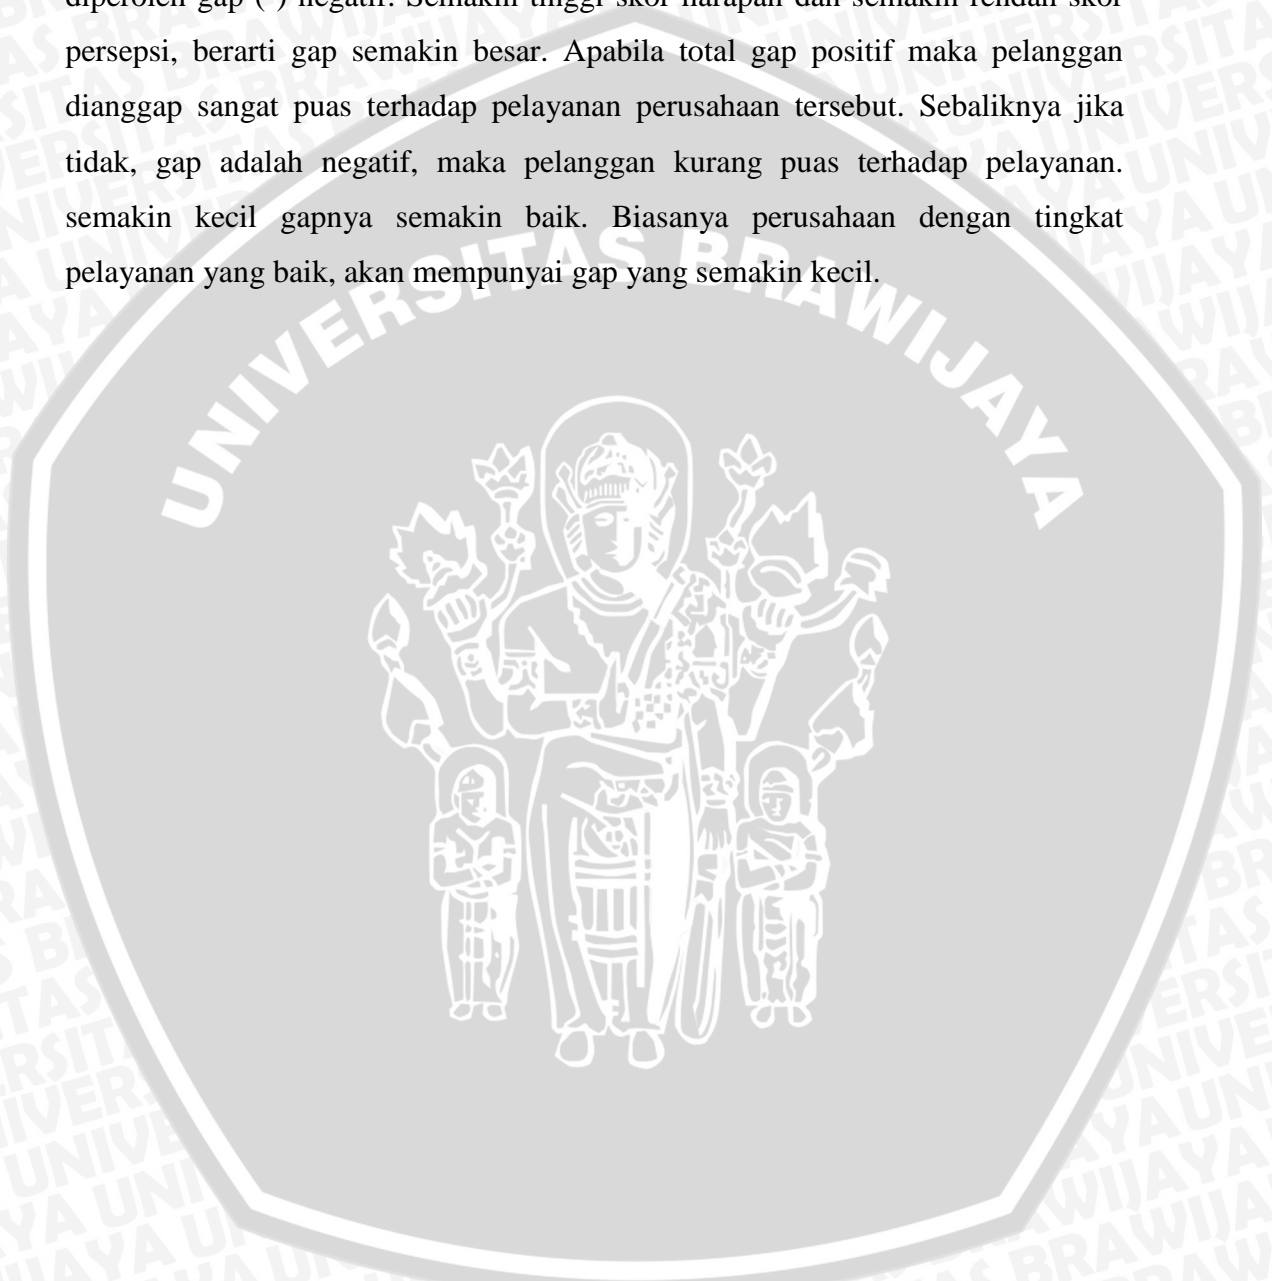 diperoleh gap (-) negatif. Semakin tinggi skor harapan dan semakin rendah skor
persepsi, berarti gap semakin besar. Apabila total gap positif maka pelanggan
dianggap sangat puas terhadap pelayanan perusahaan tersebut. Sebaliknya jika
tidak, gap adalah negatif, maka pelanggan kurang puas terhadap pelayanan.
semakin kecil gapnya semakin baik. Biasanya perusahaan dengan tingkat
pelayanan yang baik, akan mempunyai gap yang semakin kecil.
UNIVERSITAS BRAWIJAYA